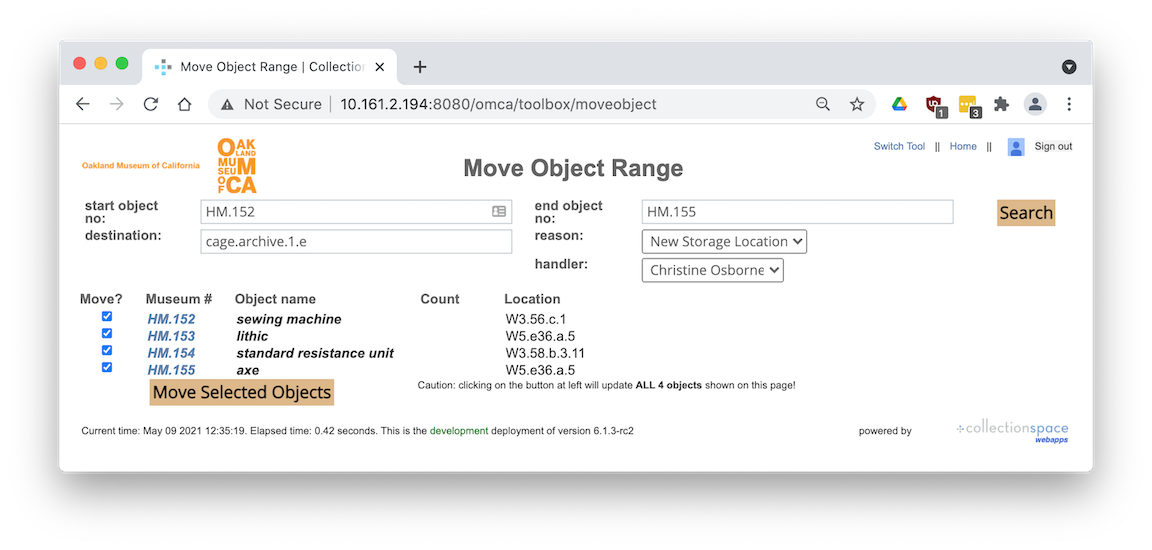 Move Object Range | Collectio
Not Secure | 10.161.2.194:8080/omca/toolbox/moveobject
1
3
Switch Tool || Home || Sign out
Oakland Museum of California
OAK
LAND
MU
SEU
M
OF
CA
Move Object Range
start object no: HM.152
end object no: HM.155
Search
destination: cage.archive.1.e
reason: New Storage Location
handler: Christine Osborne
Move? Museum # Object name Count Location
HM.152 sewing machine W3.56.c.1
HM.153 lithic W5.e36.a.5
HM.154 standard resistance unit W3.58.b.3.11
HM.155 axe W5.e36.a.5
Move Selected Objects
Caution: clicking on the button at left will update ALL 4 objects shown on this page!
Current time: May 09 2021 12:35:19. Elapsed time: 0.42 seconds. This is the development deployment of version 6.1.3-rc2
powered by
collectionspace
webapps